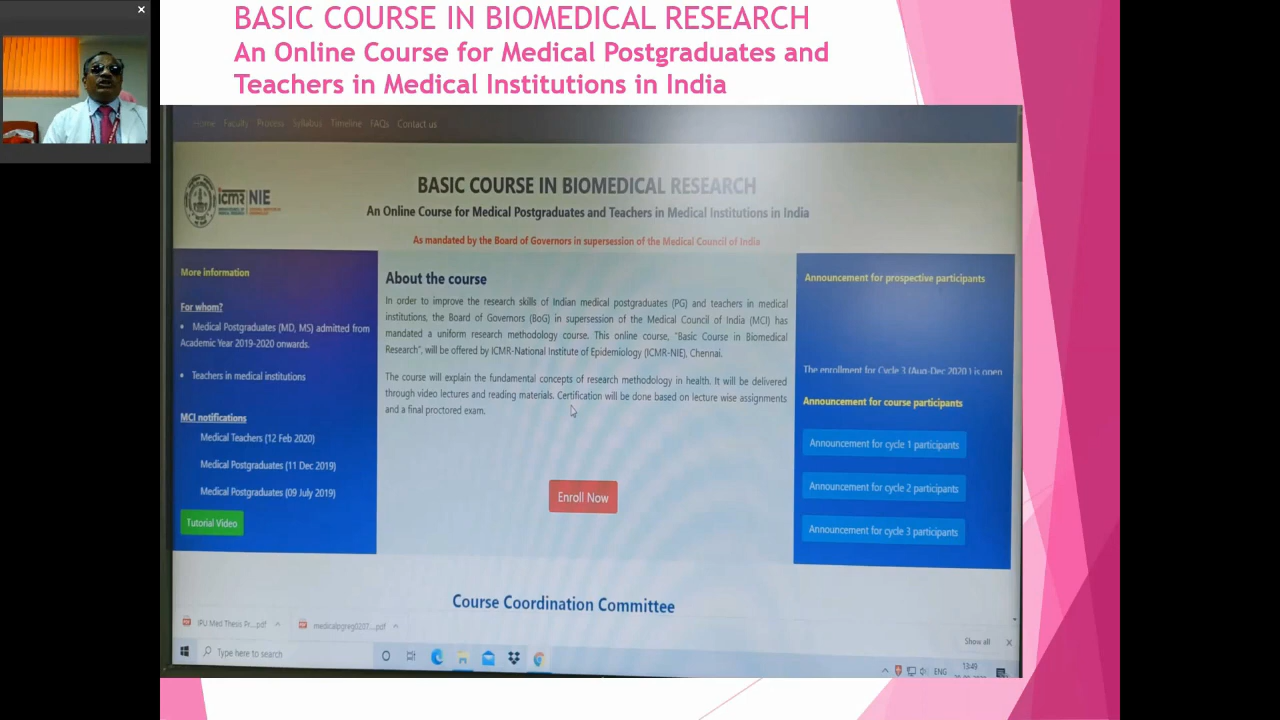 BASIC COURSE IN BIOMEDICAL RESEARCH
An Online Course for Medical Postgraduates and
Teachers in Medical Institutions in India
Home Faculty Process Syllabus Timeline FAQs Contact us
icmr NIE
BASIC COURSE IN BIOMEDICAL RESEARCH
An Online Course for Medical Postgraduates and Teachers in Medical Institutions in India
As mandated by the Board of Governors in supersession of the Medical Council of India
More information
For whom?
• Medical Postgraduates (MD, MS) admitted from
Academic Year 2019-2020 onwards.
• Teachers in medical institutions
MCI notifications
Medical Teachers (12 Feb 2020)
Medical Postgraduates (11 Dec 2019)
Medical Postgraduates (09 July 2019)
Tutorial Video
About the course
In order to improve the research skills of Indian medical postgraduates (PG) and teachers in medical
institutions, the Board of Governors (BoG) in supersession of the Medical Council of India (MCI) has
mandated a uniform research methodology course. This online course, "Basic Course in Biomedical
Research", will be offered by ICMR-National Institute of Epidemiology (ICMR-NIE), Chennai.
The course will explain the fundamental concepts of research methodology in health. It will be delivered
through video lectures and reading materials. Certification will be done based on lecture wise assignments
and a final proctored exam.
Enroll Now
Announcement for prospective participants
The enrollment for Cycle 3 (Aug-Dec 2020) is open
Announcement for course participants
Announcement for cycle 1 participants
Announcement for cycle 2 participants
Announcement for cycle 3 participants
Course Coordination Committee
IPU Med Thesis Pr....pdf
medicalpgreg0237....pdf
Show all
Type here to search
ENG
13:49